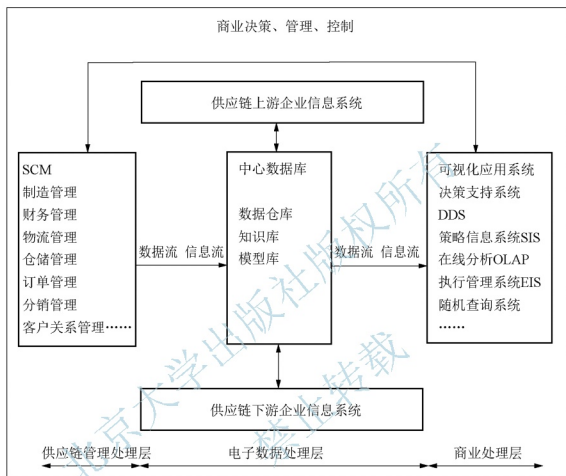 商业决策、管理、控制
供应链上游企业信息系统
SCM
制造管理
财务管理
物流管理
仓储管理
订单管理
分销管理
客户关系管理……
数据流 信息流
中心数据库
数据仓库
知识库
模型库
数据流 信息流
可视化应用系统
决策支持系统
DDS
策略信息系统SIS
在线分析OLAP
执行管理系统EIS
随机查询系统
……
供应链下游企业信息系统
供应链管理处理层
电子数据处理层
商业处理层
北京大学出版社版权所有
禁止转载